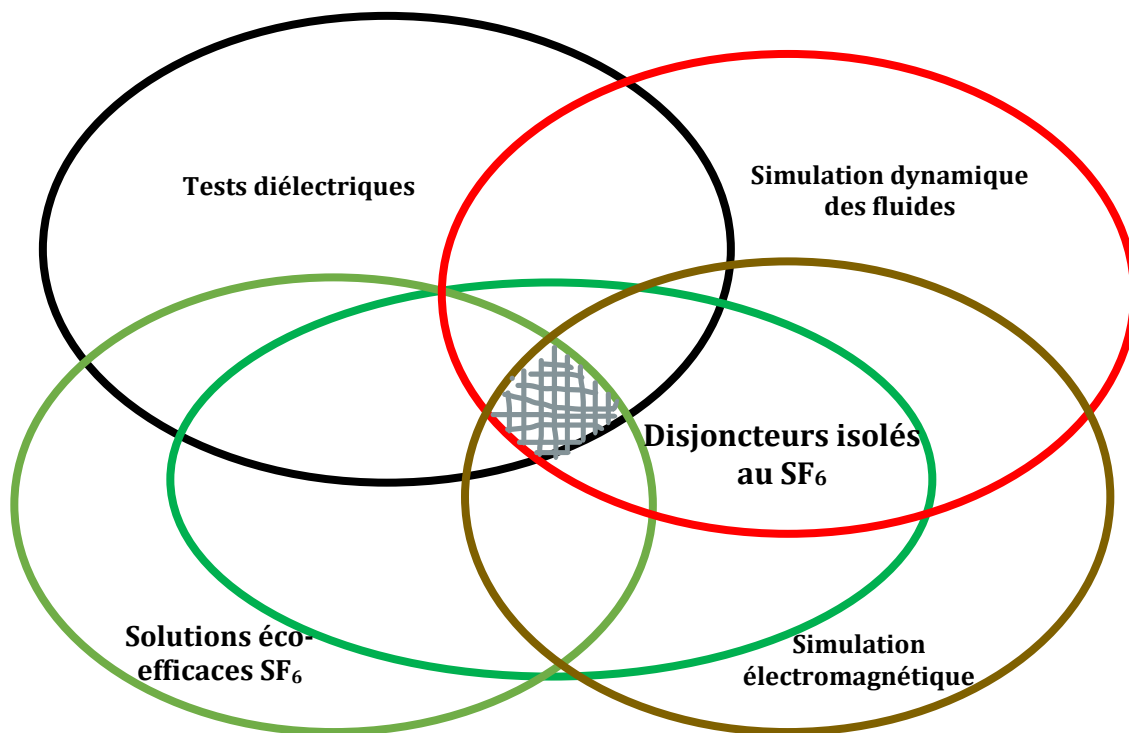 Tests diélectriques
Simulation dynamique
des fluides
Disjoncteurs isolés
au SF₆
Solutions éco-
efficaces SF₆
Simulation
électromagnétique